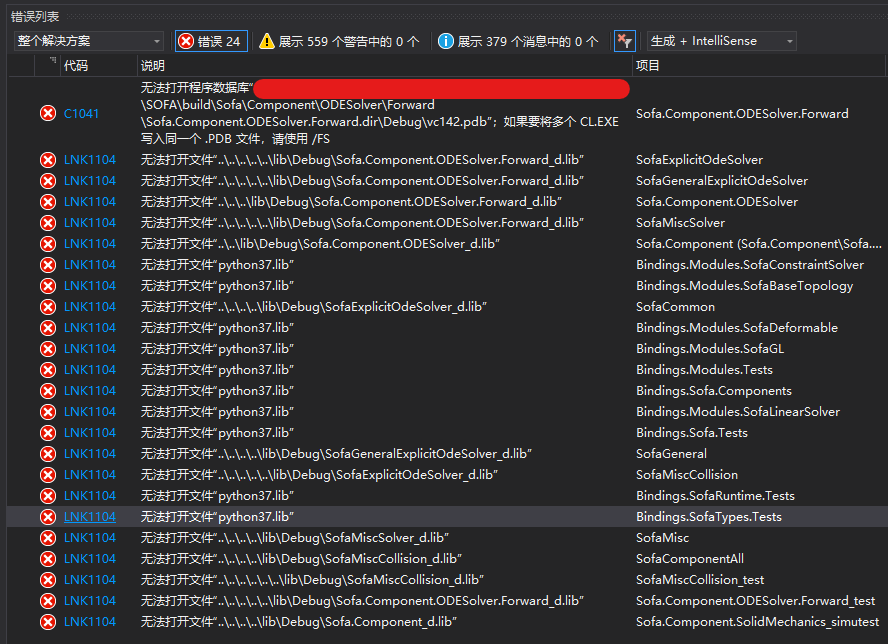 错误列表
整个解决方案 错误 24 展示 559 个警告中的 0 个 展示 379 个消息中的 0 个 生成 + IntelliSense
代码 说明 项目
无法打开程序数据库“
\SOFA\build\Sofa\Component\ODESolver\Forward
C1041 \Sofa.Component.ODESolver.Forward.dir\Debug\vc142.pdb”；如果要将多个 CL.EXE Sofa.Component.ODESolver.Forward
写入同一个 .PDB 文件，请使用 /FS
LNK1104 无法打开文件“..\..\..\..\..\lib\Debug\Sofa.Component.ODESolver.Forward_d.lib” SofaExplicitOdeSolver
LNK1104 无法打开文件“..\..\..\..\..\lib\Debug\Sofa.Component.ODESolver.Forward_d.lib” SofaGeneralExplicitOdeSolver
LNK1104 无法打开文件“..\..\..\lib\Debug\Sofa.Component.ODESolver.Forward_d.lib” Sofa.Component.ODESolver
LNK1104 无法打开文件“..\..\..\..\..\lib\Debug\Sofa.Component.ODESolver.Forward_d.lib” SofaMiscSolver
LNK1104 无法打开文件“..\..\lib\Debug\Sofa.Component.ODESolver_d.lib” Sofa.Component (Sofa.Component\Sofa....
LNK1104 无法打开文件“python37.lib” Bindings.Modules.SofaConstraintSolver
LNK1104 无法打开文件“python37.lib” Bindings.Modules.SofaBaseTopology
LNK1104 无法打开文件“..\..\..\..\lib\Debug\SofaExplicitOdeSolver_d.lib” SofaCommon
LNK1104 无法打开文件“python37.lib” Bindings.Modules.SofaDeformable
LNK1104 无法打开文件“python37.lib” Bindings.Modules.SofaGL
LNK1104 无法打开文件“python37.lib” Bindings.Modules.Tests
LNK1104 无法打开文件“python37.lib” Bindings.Sofa.Components
LNK1104 无法打开文件“python37.lib” Bindings.Modules.SofaLinearSolver
LNK1104 无法打开文件“python37.lib” Bindings.Sofa.Tests
LNK1104 无法打开文件“..\..\..\..\lib\Debug\SofaGeneralExplicitOdeSolver_d.lib” SofaGeneral
LNK1104 无法打开文件“..\..\..\..\..\lib\Debug\SofaExplicitOdeSolver_d.lib” SofaMiscCollision
LNK1104 无法打开文件“python37.lib” Bindings.SofaRuntime.Tests
LNK1104 无法打开文件“python37.lib” Bindings.SofaTypes.Tests
LNK1104 无法打开文件“..\..\..\..\lib\Debug\SofaMiscSolver_d.lib” SofaMisc
LNK1104 无法打开文件“..\..\..\..\lib\Debug\SofaMiscCollision_d.lib” SofaComponentAll
LNK1104 无法打开文件“..\..\..\..\..\..\lib\Debug\SofaMiscCollision_d.lib” SofaMiscCollision_test
LNK1104 无法打开文件“..\..\..\..\..\lib\Debug\Sofa.Component.ODESolver.Forward_d.lib” Sofa.Component.ODESolver.Forward_test
LNK1104 无法打开文件“..\..\..\..\lib\Debug\Sofa.Component_d.lib” Sofa.Component.SolidMechanics_simutest